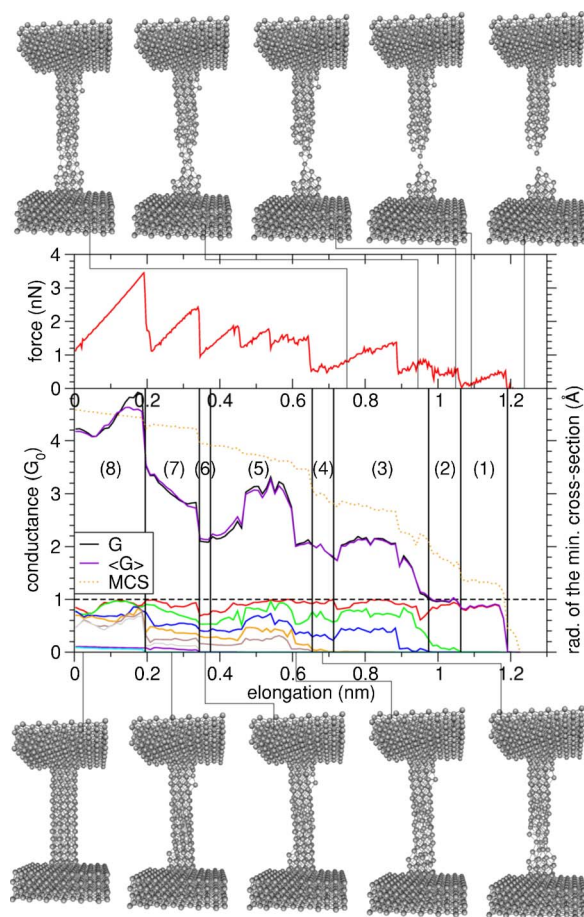 4
3
2
1
0
force (nN)
0 0.2 0.4 0.6 0.8 1 1.2
4
3
2
1
0
conductance (G0)
(8) (7) (6) (5) (4) (3) (2) (1)
G
<G>
MCS
0 0.2 0.4 0.6 0.8 1 1.2
elongation (nm)
rad. of the min. cross-section (Å)